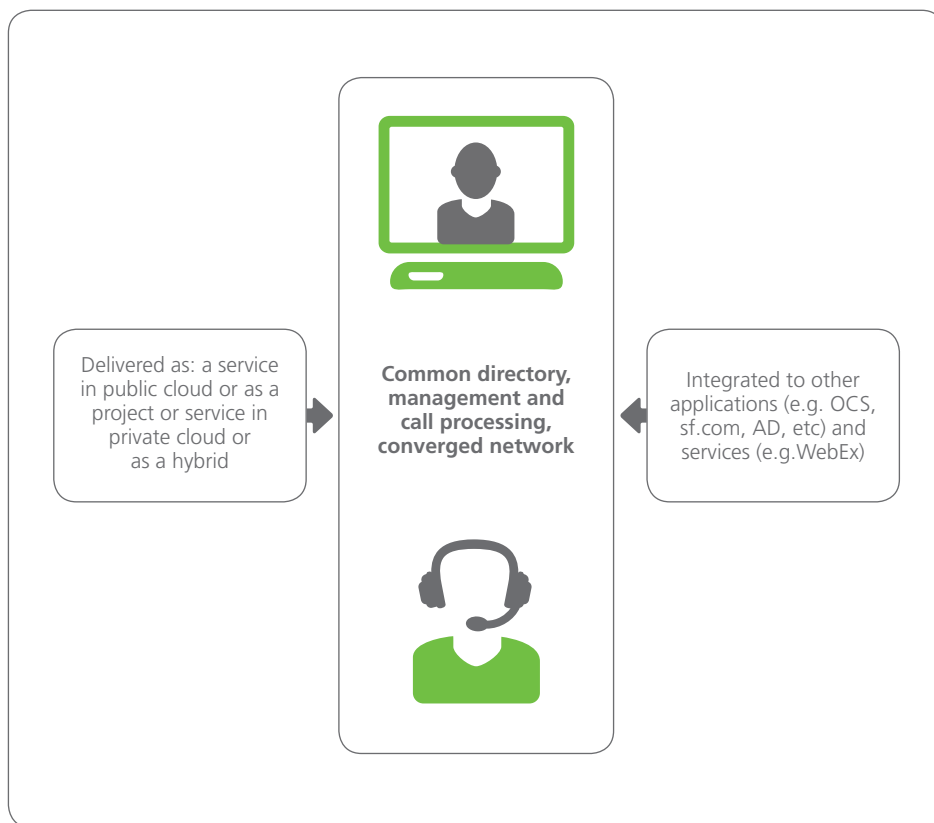 Delivered as: a service
in public cloud or as a
project or service in
private cloud or
as a hybrid
Common directory,
management and
call processing,
converged network
Integrated to other
applications (e.g. OCS,
sf.com, AD, etc) and
services (e.g.WebEx)